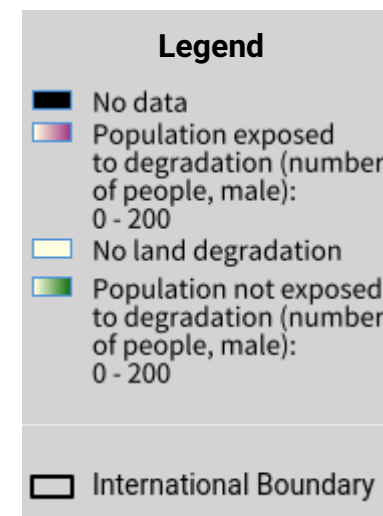 Legend
No data
Population exposed
to degradation (number
of people, male):
0 - 200
No land degradation
Population not exposed
to degradation (number
of people, male):
0 - 200
International Boundary